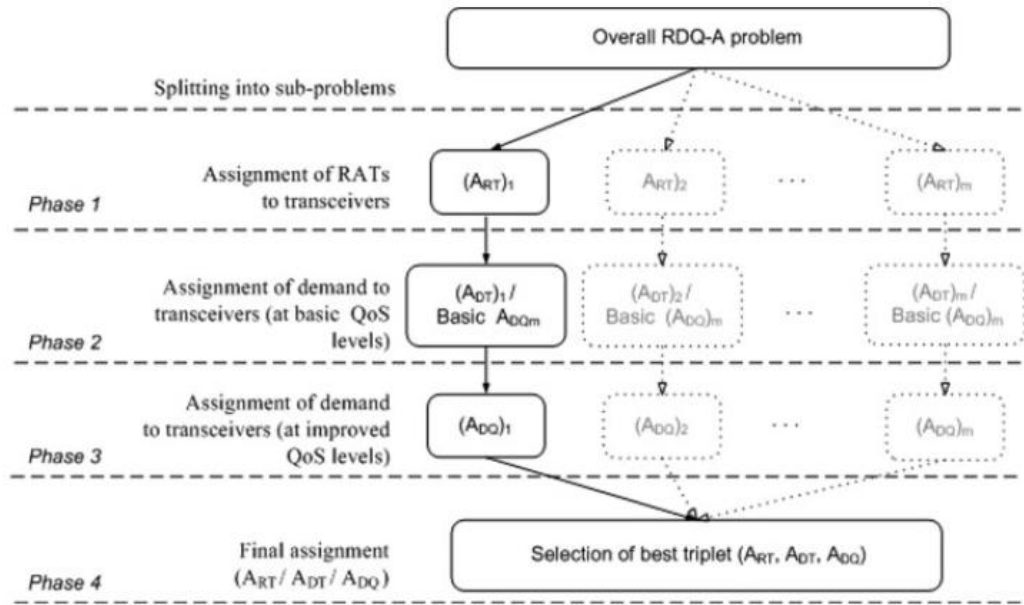 Overall RDQ-A problem
Splitting into sub-problems
Phase 1
Assignment of RATs
to transceivers
(ART)1
ART)2
...
(ART)m
Phase 2
Assignment of demand to
transceivers (at basic QoS
levels)
(ADT)1 /
Basic ADQm
(ADT)2 /
Basic (ADQ)m
...
(ADT)m /
Basic (ADQ)m
Phase 3
Assignment of demand
to transceivers (at improved
QoS levels)
(ADQ)1
(ADQ)2
...
(ADQ)m
Phase 4
Final assignment
(ART / ADT / ADQ)
Selection of best triplet (ART, ADT, ADQ)